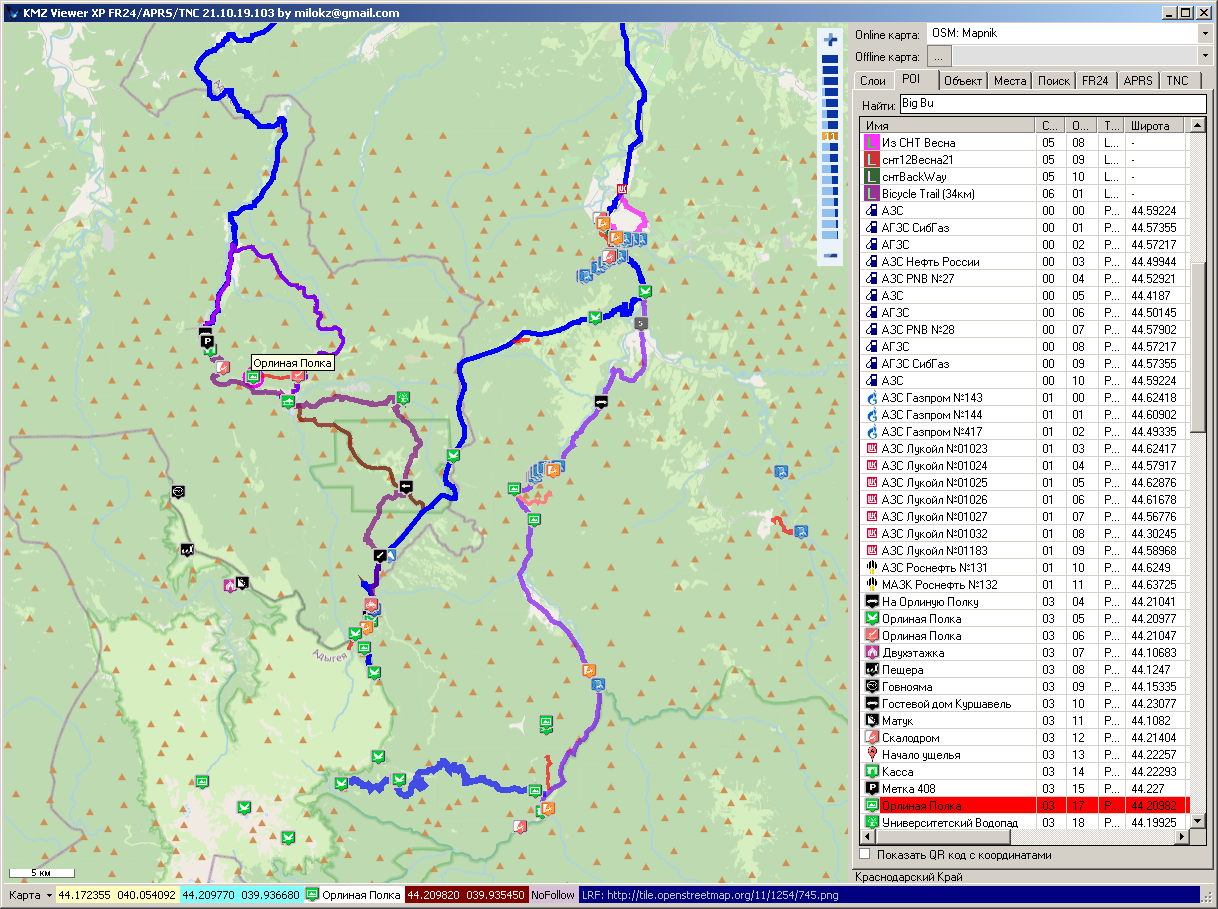 KMZ Viewer XP FR24/APRS/TNC 21.10.19.103 by milokz@gmail.com
Online карта: OSM: Mapnik
Offline карта: ...
Слои POI Объект Места Поиск FR24 APRS TNC
Найти: Big Bu
Имя С... О... Т... Широта
Из СНТ Весна 05 08 L... -
снт12Весна21 05 09 L... -
снтBackWay 05 10 L... -
Bicycle Trail (34км) 06 01 L... -
АЗС 00 00 P... 44.59224
АГЗС СибГаз 00 01 P... 44.57355
АГЗС 00 02 P... 44.57217
АЗС Нефть России 00 03 P... 44.49944
АЗС PNB №27 00 04 P... 44.52921
АЗС 00 05 P... 44.4187
АГЗС 00 06 P... 44.50145
АЗС PNB №28 00 07 P... 44.57902
АГЗС 00 08 P... 44.57217
АГЗС СибГаз 00 09 P... 44.57355
АЗС 00 10 P... 44.59224
АЗС Газпром №143 01 00 P... 44.62418
АЗС Газпром №144 01 01 P... 44.60902
АЗС Газпром №417 01 02 P... 44.49335
АЗС Лукойл №01023 01 03 P... 44.62417
АЗС Лукойл №01024 01 04 P... 44.57917
АЗС Лукойл №01025 01 05 P... 44.62876
АЗС Лукойл №01026 01 06 P... 44.61678
АЗС Лукойл №01027 01 07 P... 44.56776
АЗС Лукойл №01032 01 08 P... 44.30245
АЗС Лукойл №01183 01 09 P... 44.58968
АЗС Роснефть №131 01 10 P... 44.6249
МАЗК Роснефть №132 01 11 P... 44.63725
На Орлиную Полку 03 04 P... 44.21041
Орлиная Полка 03 05 P... 44.20977
Орлиная Полка 03 06 P... 44.21047
Двухэтажка 03 07 P... 44.10683
Пещера 03 08 P... 44.1247
Говнояма 03 09 P... 44.15335
Гостевой дом Куршавель 03 10 P... 44.23077
Матук 03 11 P... 44.1082
Скалодром 03 12 P... 44.21404
Начало ущелья 03 13 P... 44.22257
Касса 03 14 P... 44.22293
Метка 408 03 15 P... 44.227
Орлиная Полка 03 17 P... 44.20982
Университетский Водопад 03 18 P... 44.19925
Показать QR код с координатами
Краснодарский Край
11
Орлиная Полка
P
5
Адыгея
5 км
Карта 44.172355 040.054092 44.209770 039.936680 Орлиная Полка 44.209820 039.935450 NoFollow LRF: http://tile.openstreetmap.org/11/1254/745.png